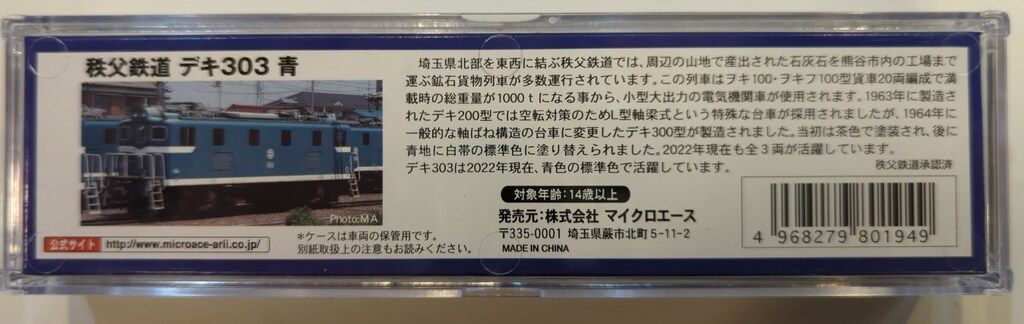 秩父鉄道 デキ303 青
埼玉県北部を東西に結ぶ秩父鉄道では、周辺の山地で産出された石灰石を熊谷市内の工場まで
運ぶ鉱石貨物列車が多数運行されています。この列車はヲキ100・ヲキフ100型貨車20両編成で満
載時の総重量が1000tになる事から、小型大出力の電気機関車が使用されます。1963年に製造さ
れたデキ200型では空転対策のためL型軸梁式という特殊な台車が採用されましたが、1964年に
一般的な軸ばね構造の台車に変更したデキ300型が製造されました。当初は茶色で塗装され、後に
青地に白帯の標準色に塗り替えられました。2022年現在も全3両が活躍しています。
デキ303は2022年現在、青色の標準色で活躍しています。
秩父鉄道承認済
Photo:M.A
公式サイト http://www.microace-arii.co.jp/
*ケースは車両の保管用です。
別紙取扱上の注意もお読みください。
対象年齢:14歳以上
発売元:株式会社 マイクロエース
〒335-0001 埼玉県蕨市北町5-11-2
MADE IN CHINA
4 968279 801949